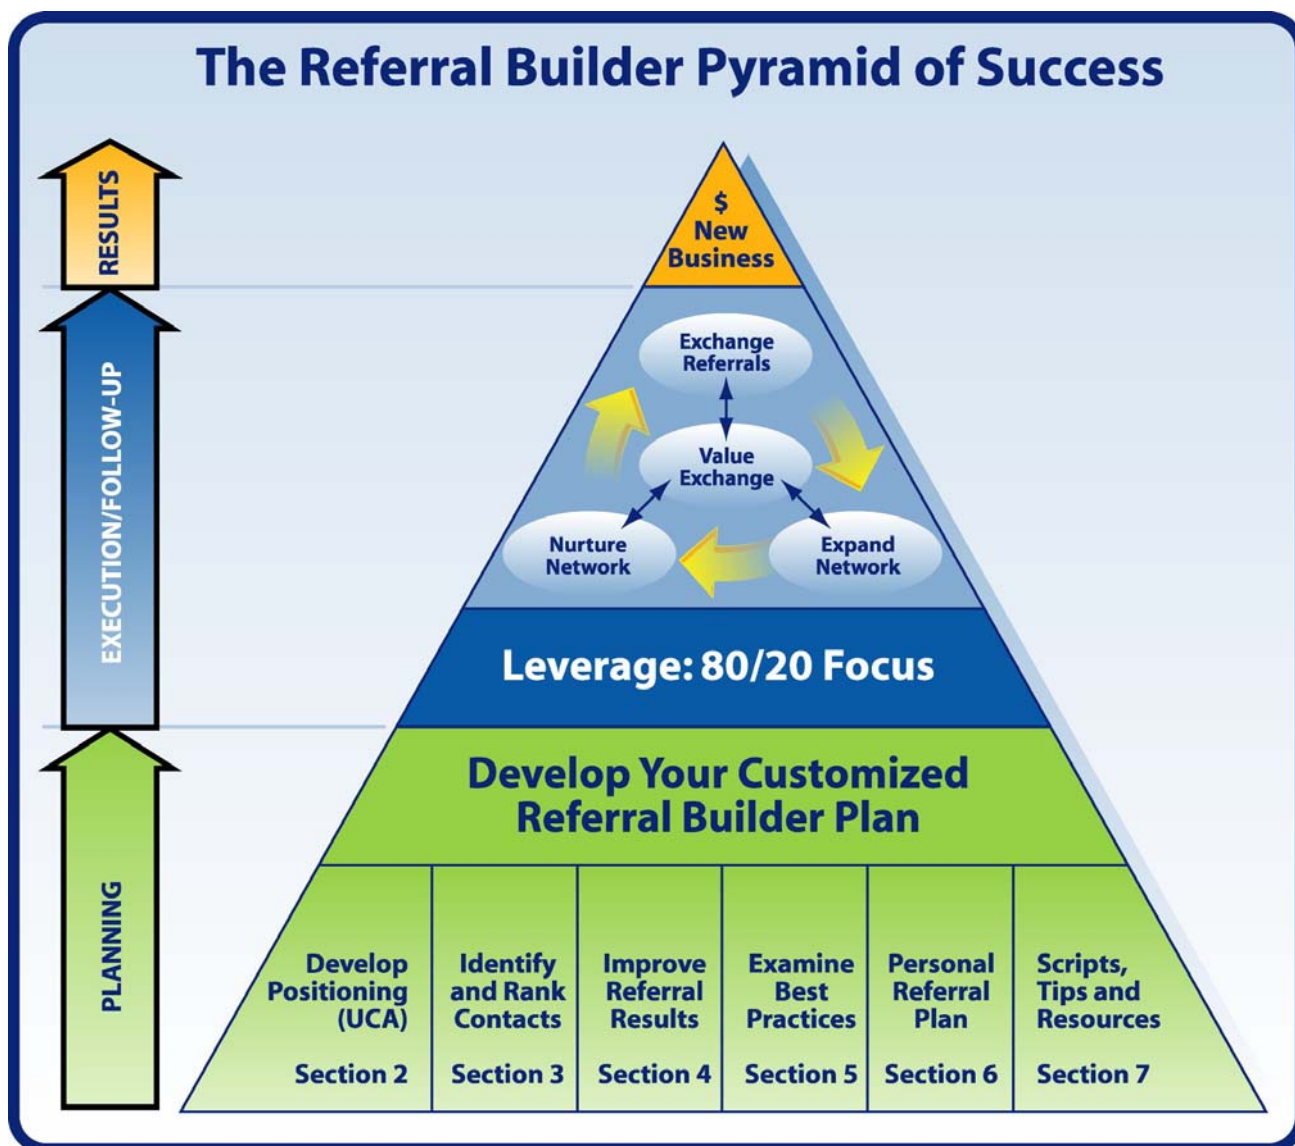 The Referral Builder Pyramid of Success
RESULTS
$
New
Business
EXECUTION/FOLLOW-UP
Exchange
Referrals
Value
Exchange
Nurture
Network
Expand
Network
Leverage: 80/20 Focus
PLANNING
Develop Your Customized
Referral Builder Plan
Develop
Positioning
(UCA)
Section 2
Identify
and Rank
Contacts
Section 3
Improve
Referral
Results
Section 4
Examine
Best
Practices
Section 5
Personal
Referral
Plan
Section 6
Scripts,
Tips and
Resources
Section 7